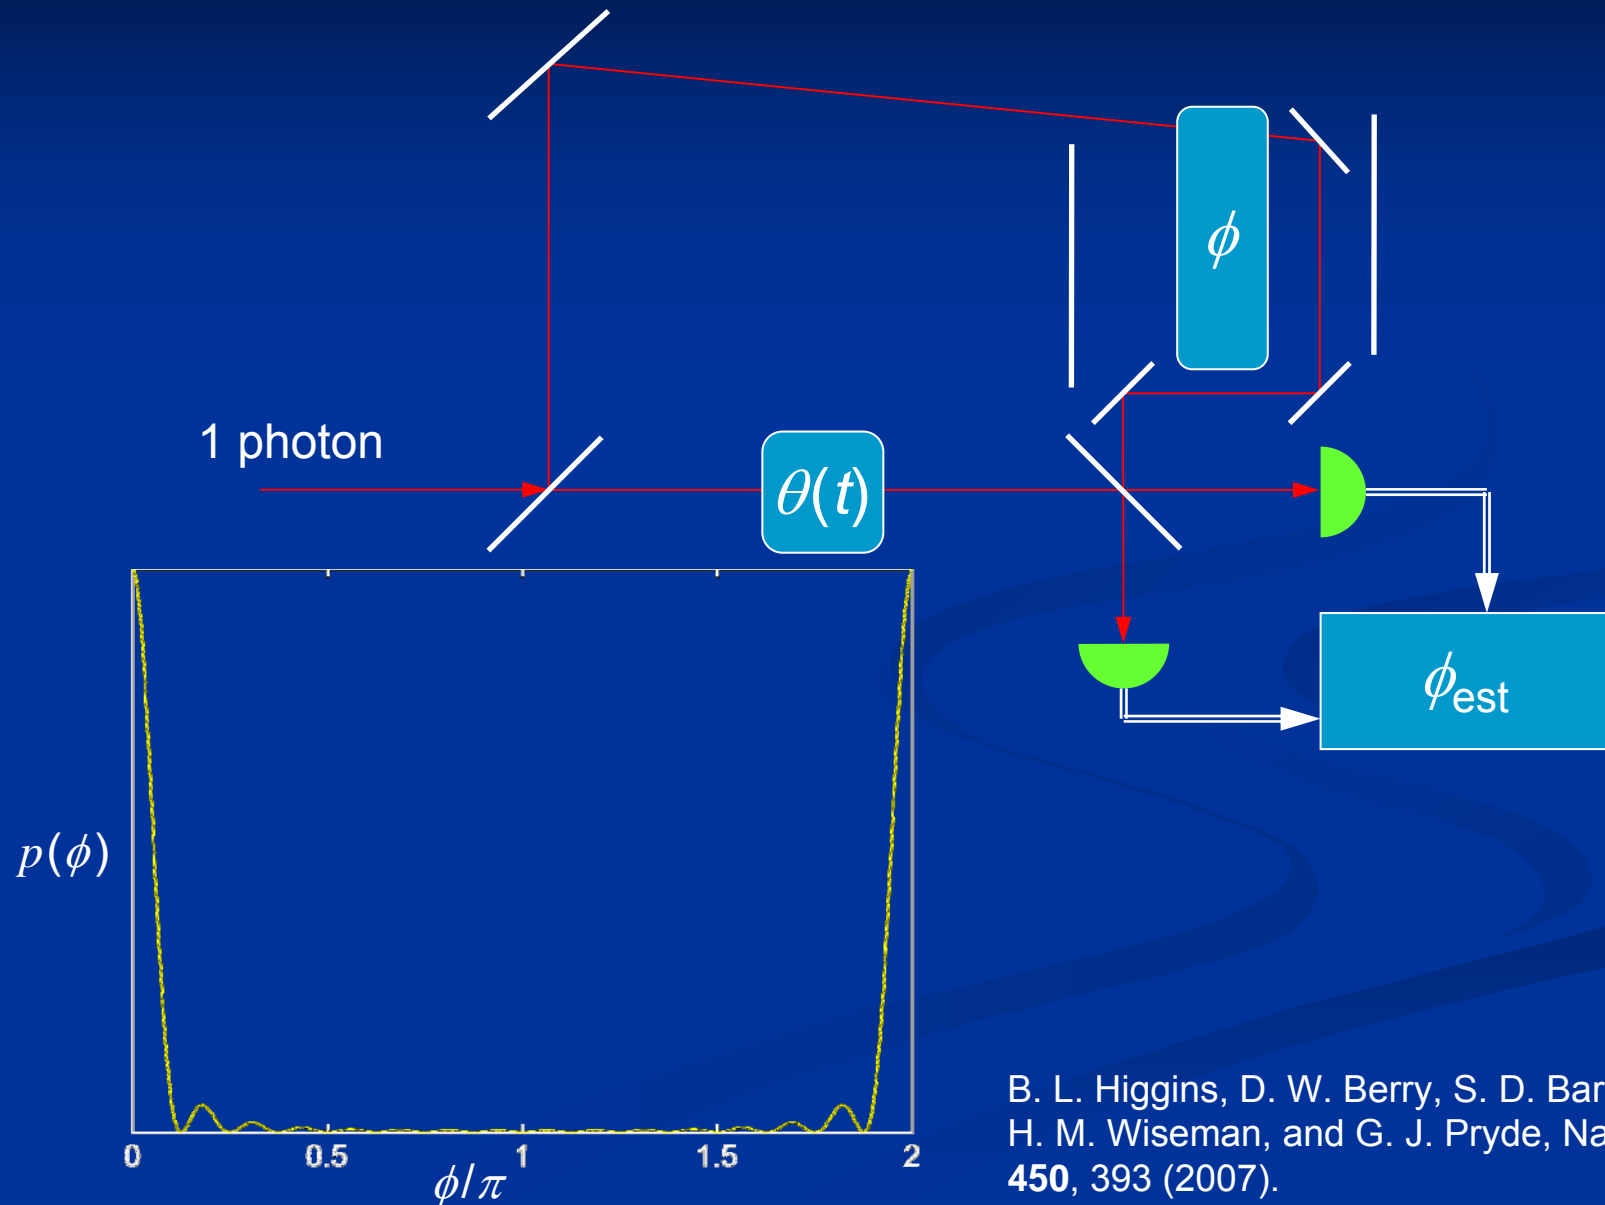 ϕ
1 photon
θ(t)
ϕest
p(ϕ)
0 0.5 1 1.5 2
ϕ/π
B. L. Higgins, D. W. Berry, S. D. Bar
H. M. Wiseman, and G. J. Pryde, Na
450, 393 (2007).